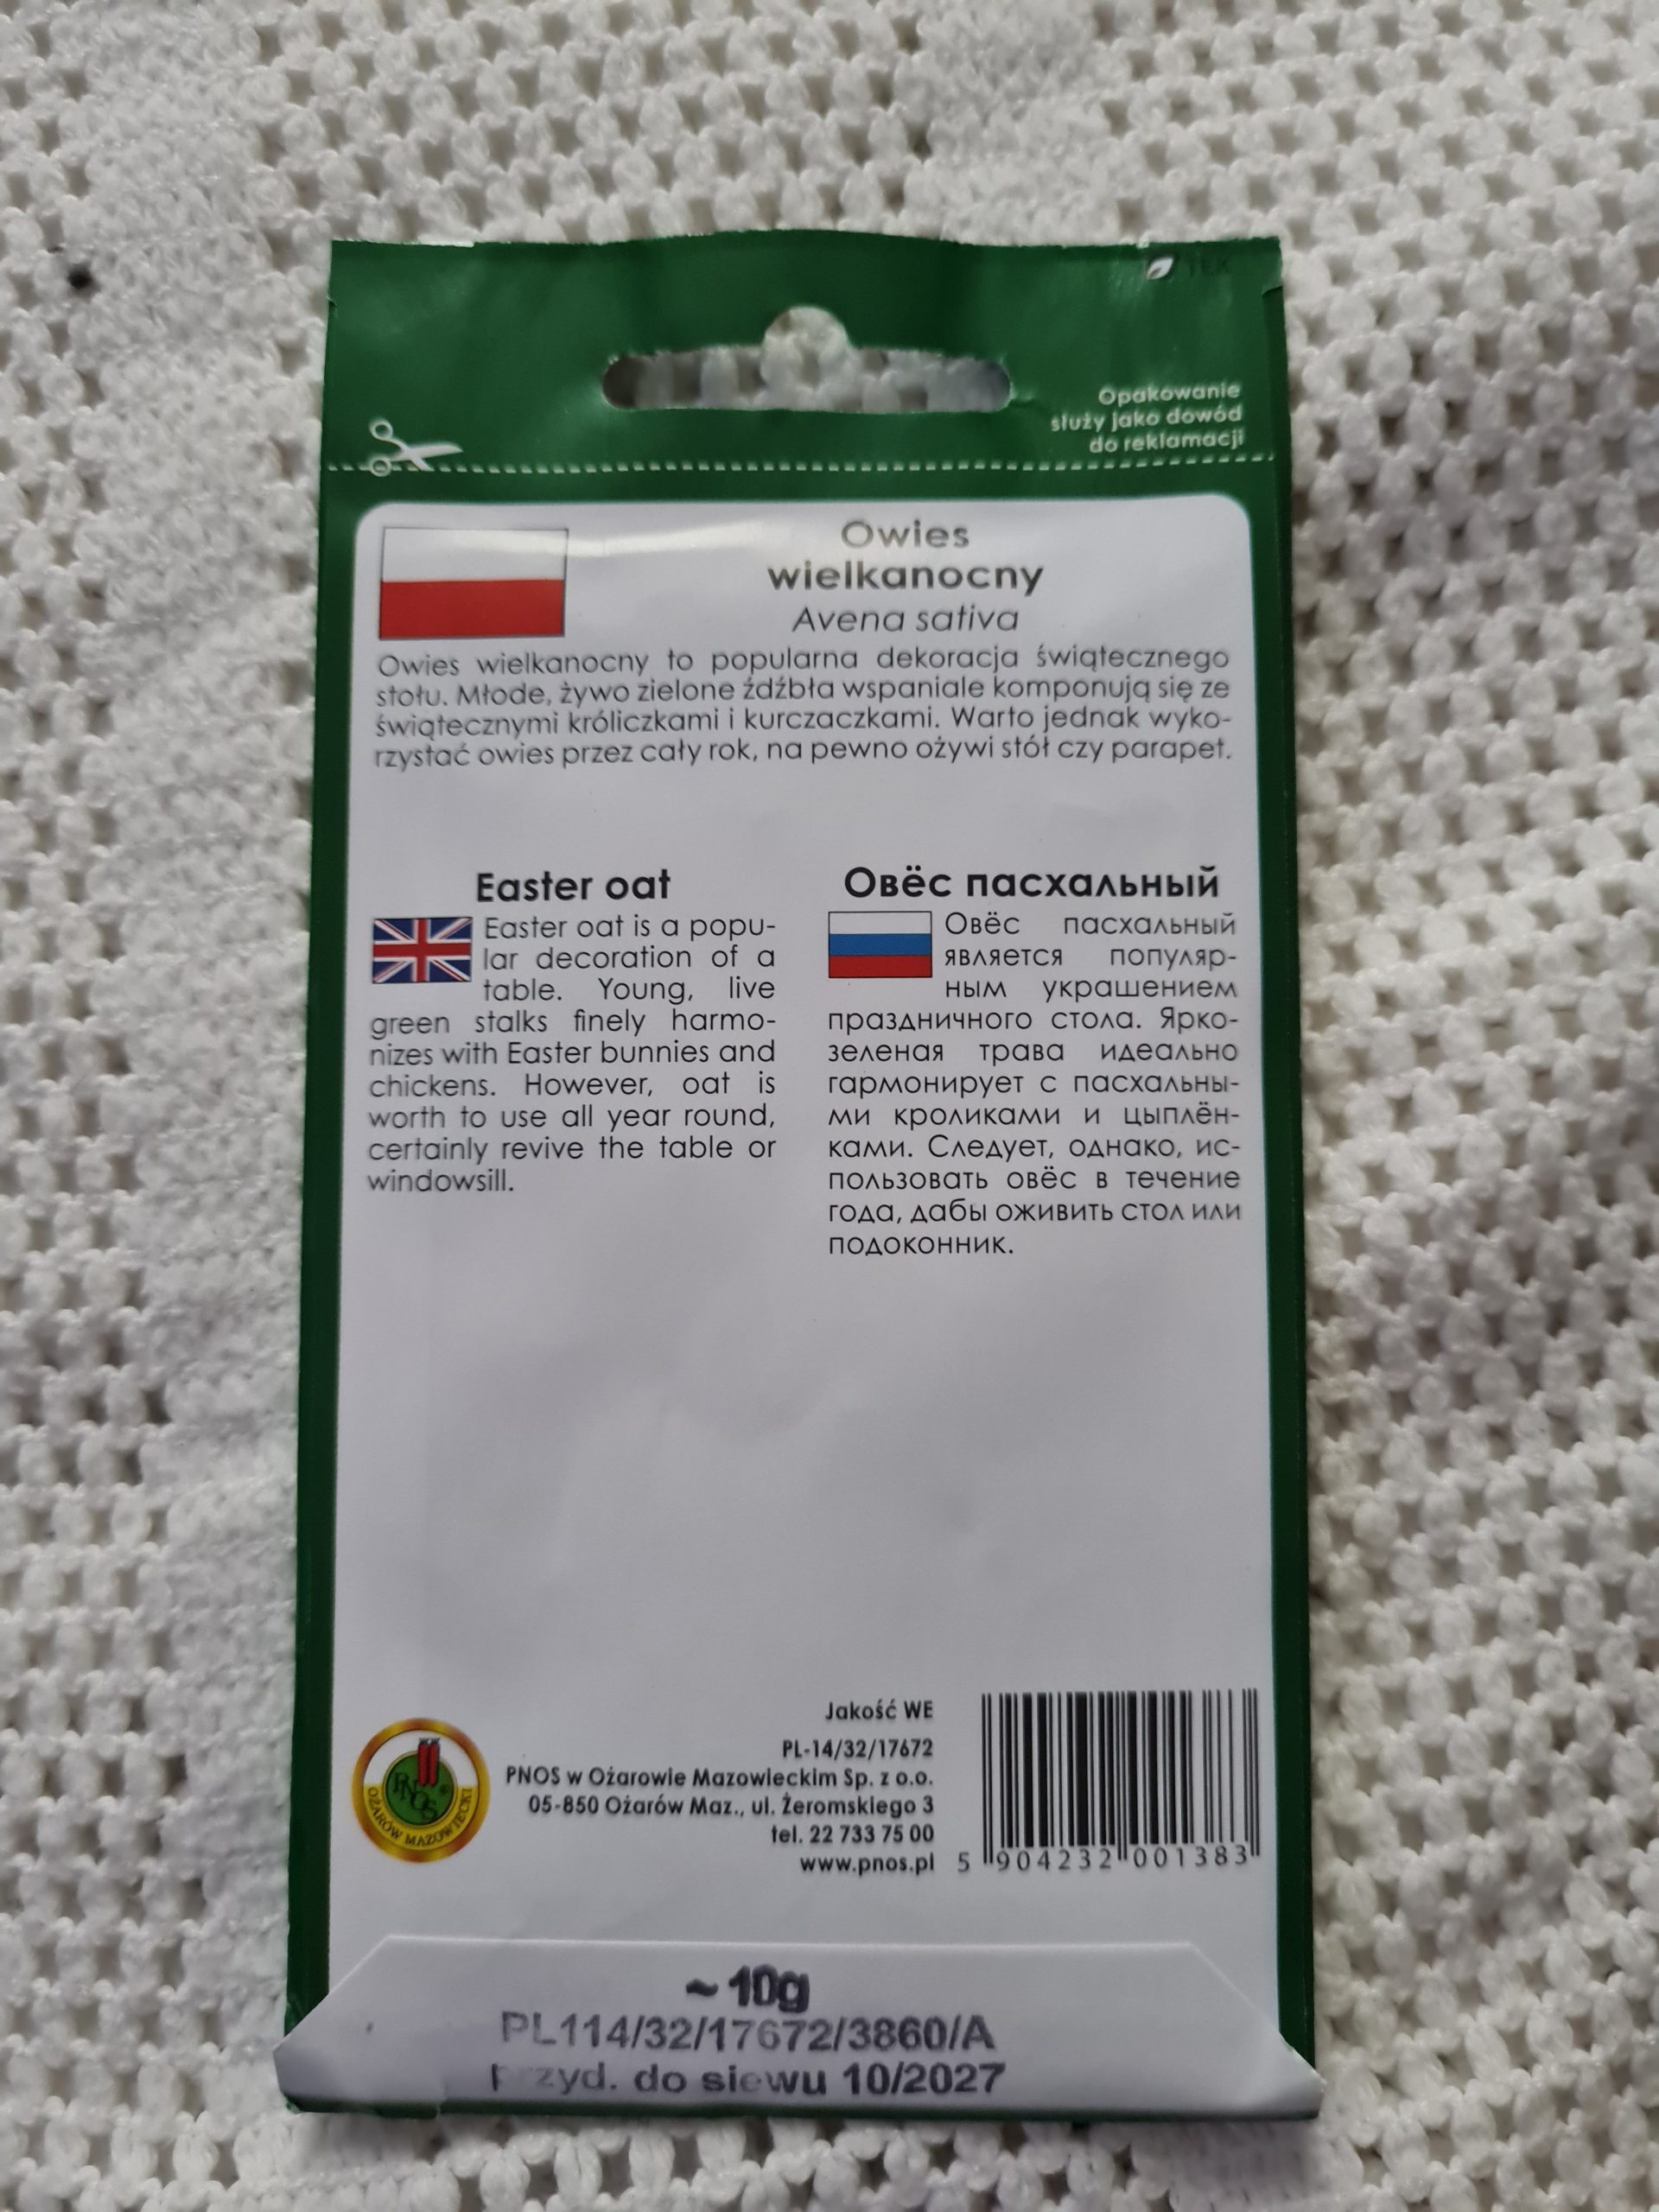 TEX
Opakowanie
służy jako dowód
do reklamacji
Owies
wielkanocny
Avena sativa
Owies wielkanocny to popularna dekoracja świątecznego
stołu. Młode, żywo zielone źdźbła wspaniale komponują się ze
świątecznymi króliczkami i kurczaczkami. Warto jednak wyko-
rzystać owies przez cały rok, na pewno ożywi stół czy parapet.
Easter oat
Easter oat is a popu-
lar decoration of a
table. Young, live
green stalks finely harmo-
nizes with Easter bunnies and
chickens. However, oat is
worth to use all year round,
certainly revive the table or
windowsill.
Овёс пасхальный
Овёс пасхальный
является популяр-
ным украшением
праздничного стола. Ярко-
зеленая трава идеально
гармонирует с пасхальны-
ми кроликами и цыплён-
ками. Следует, однако, ис-
пользовать овёс в течение
года, дабы оживить стол или
подоконник.
PNOS
OŻARÓW MAZOWIECKI
Jakość WE
PL-14/32/17672
PNOS w Ożarowie Mazowieckim Sp. z o.o.
05-850 Ożarów Maz., ul. Żeromskiego 3
tel. 22 733 75 00
www.pnos.pl
5 904232 001383
~ 10g
PL114/32/17672/3860/A
przyd. do siewu 10/2027